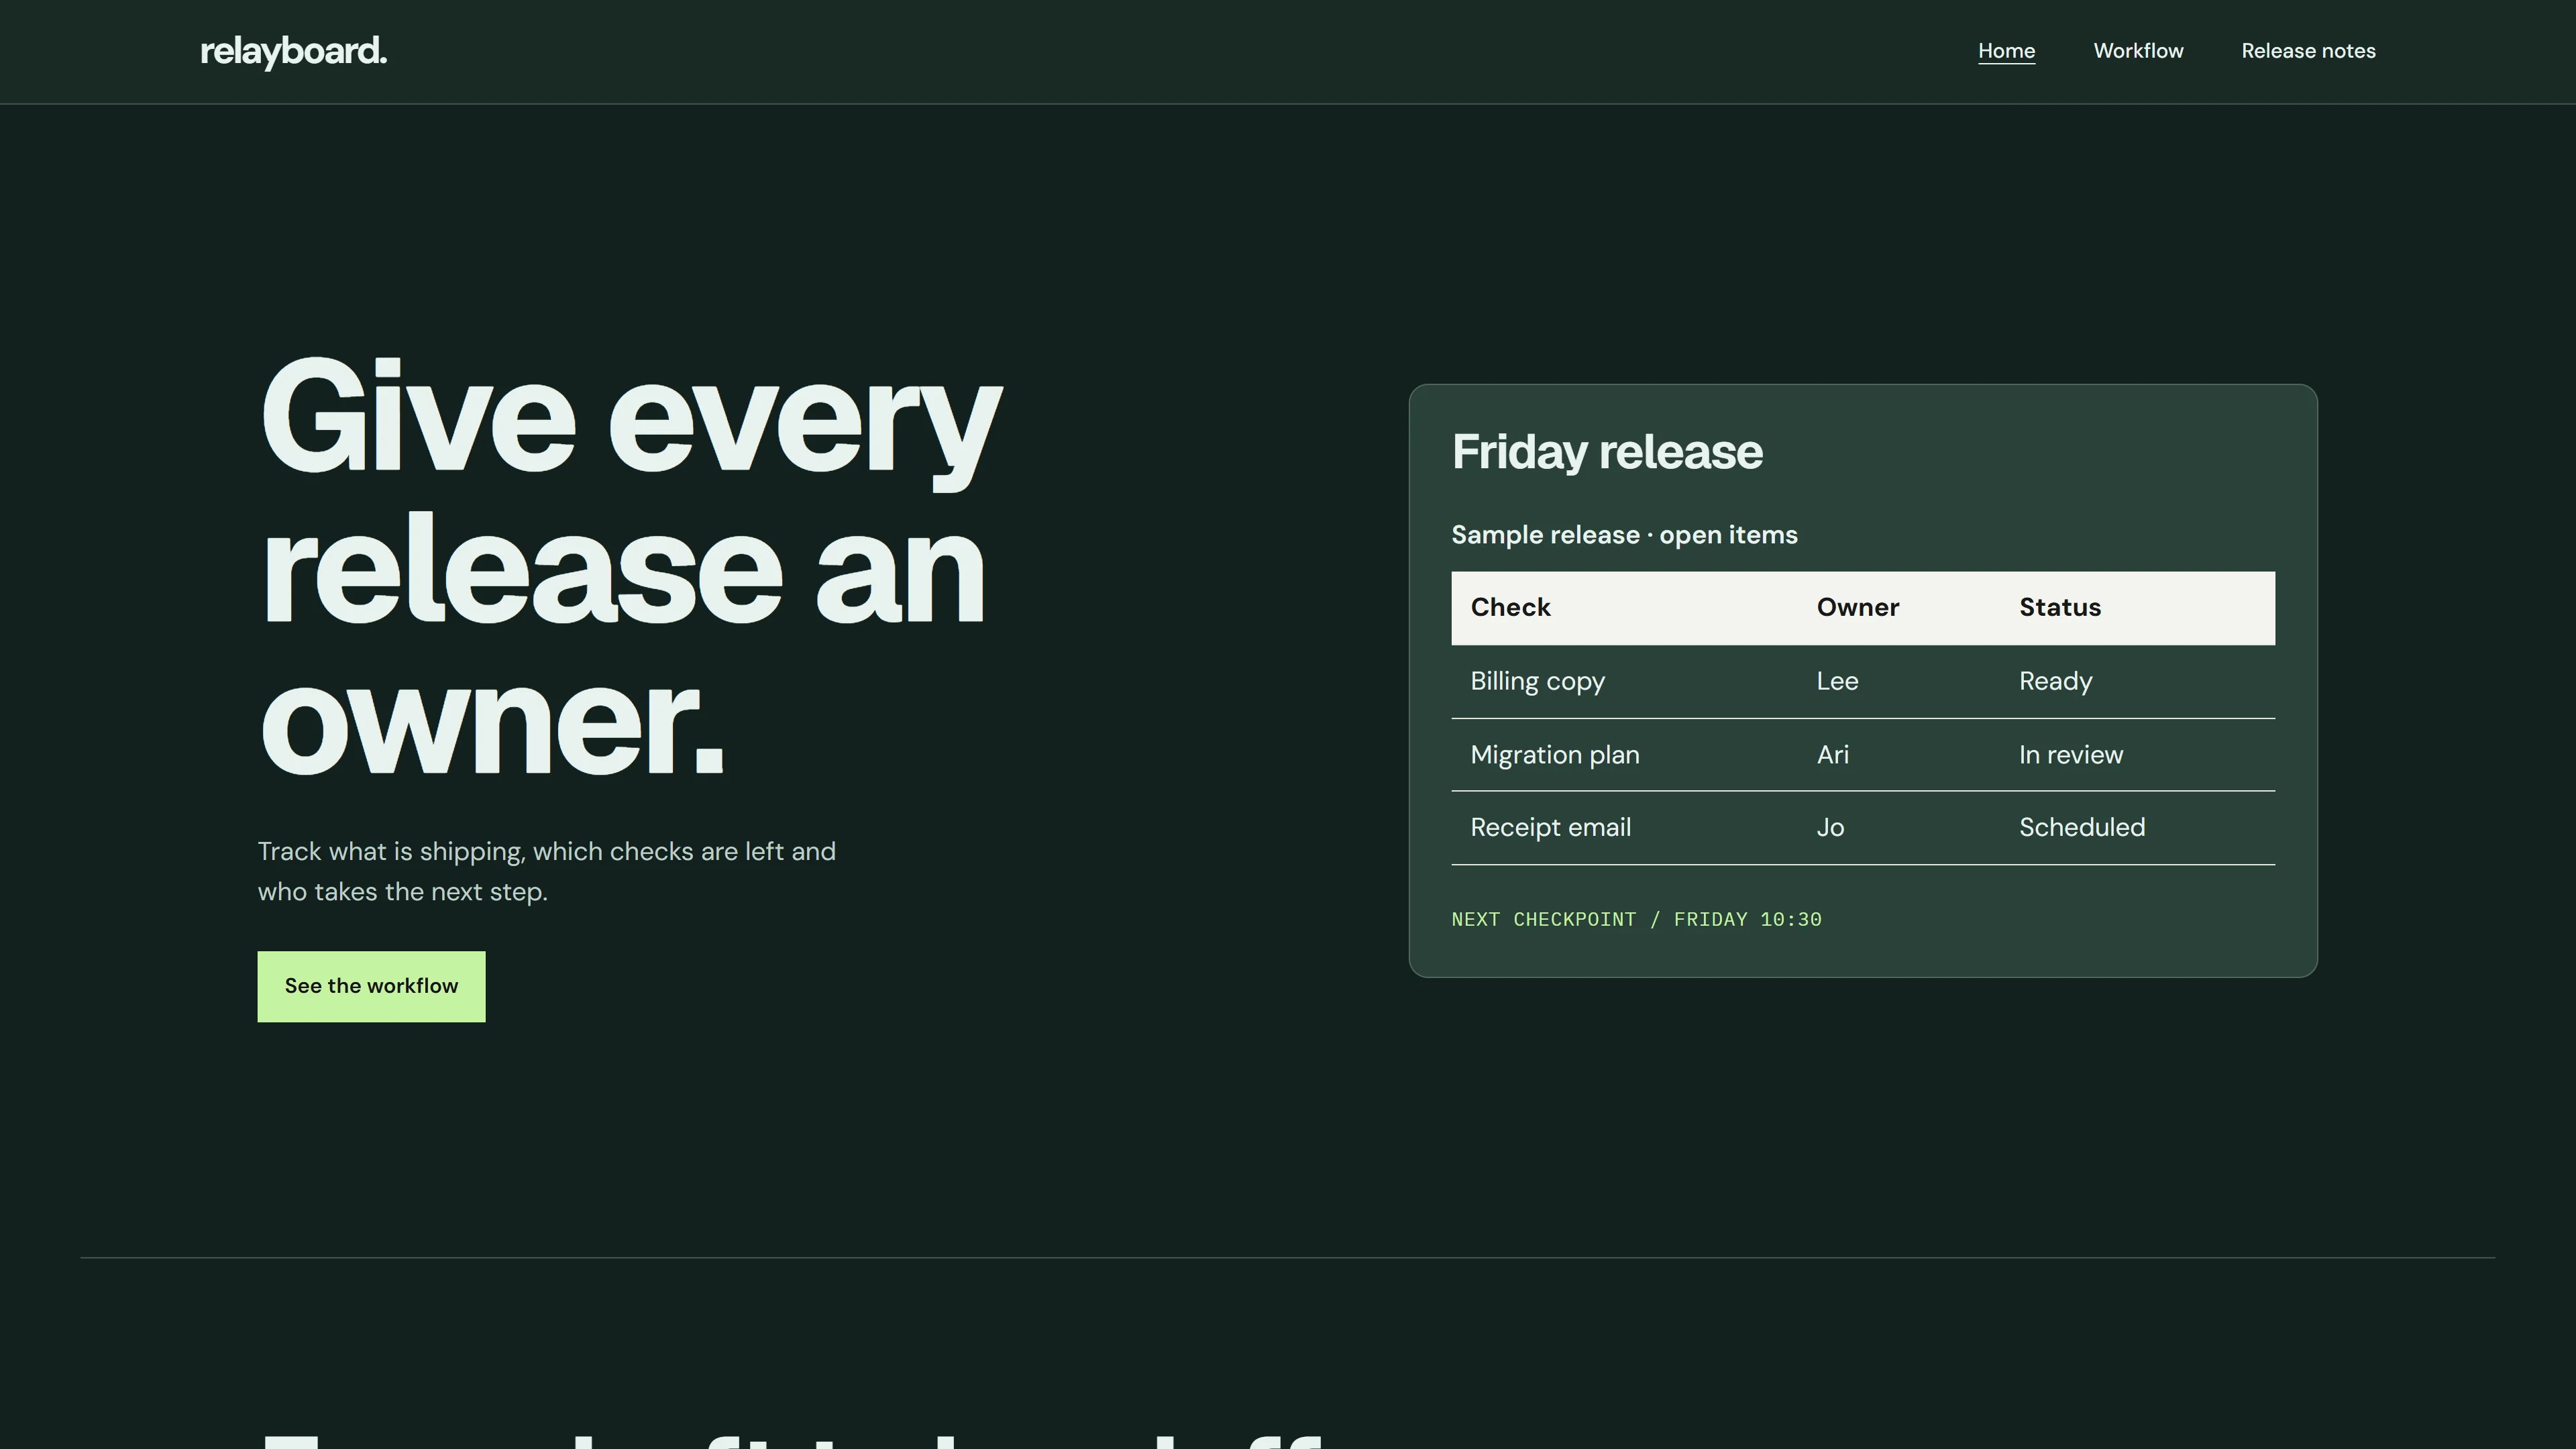 relayboard.
Home Workflow Release notes
Give every
release an
owner.
Track what is shipping, which checks are left and
who takes the next step.
See the workflow
Friday release
Sample release · open items
Check Owner Status
Billing copy Lee Ready
Migration plan Ari In review
Receipt email Jo Scheduled
NEXT CHECKPOINT / FRIDAY 10:30